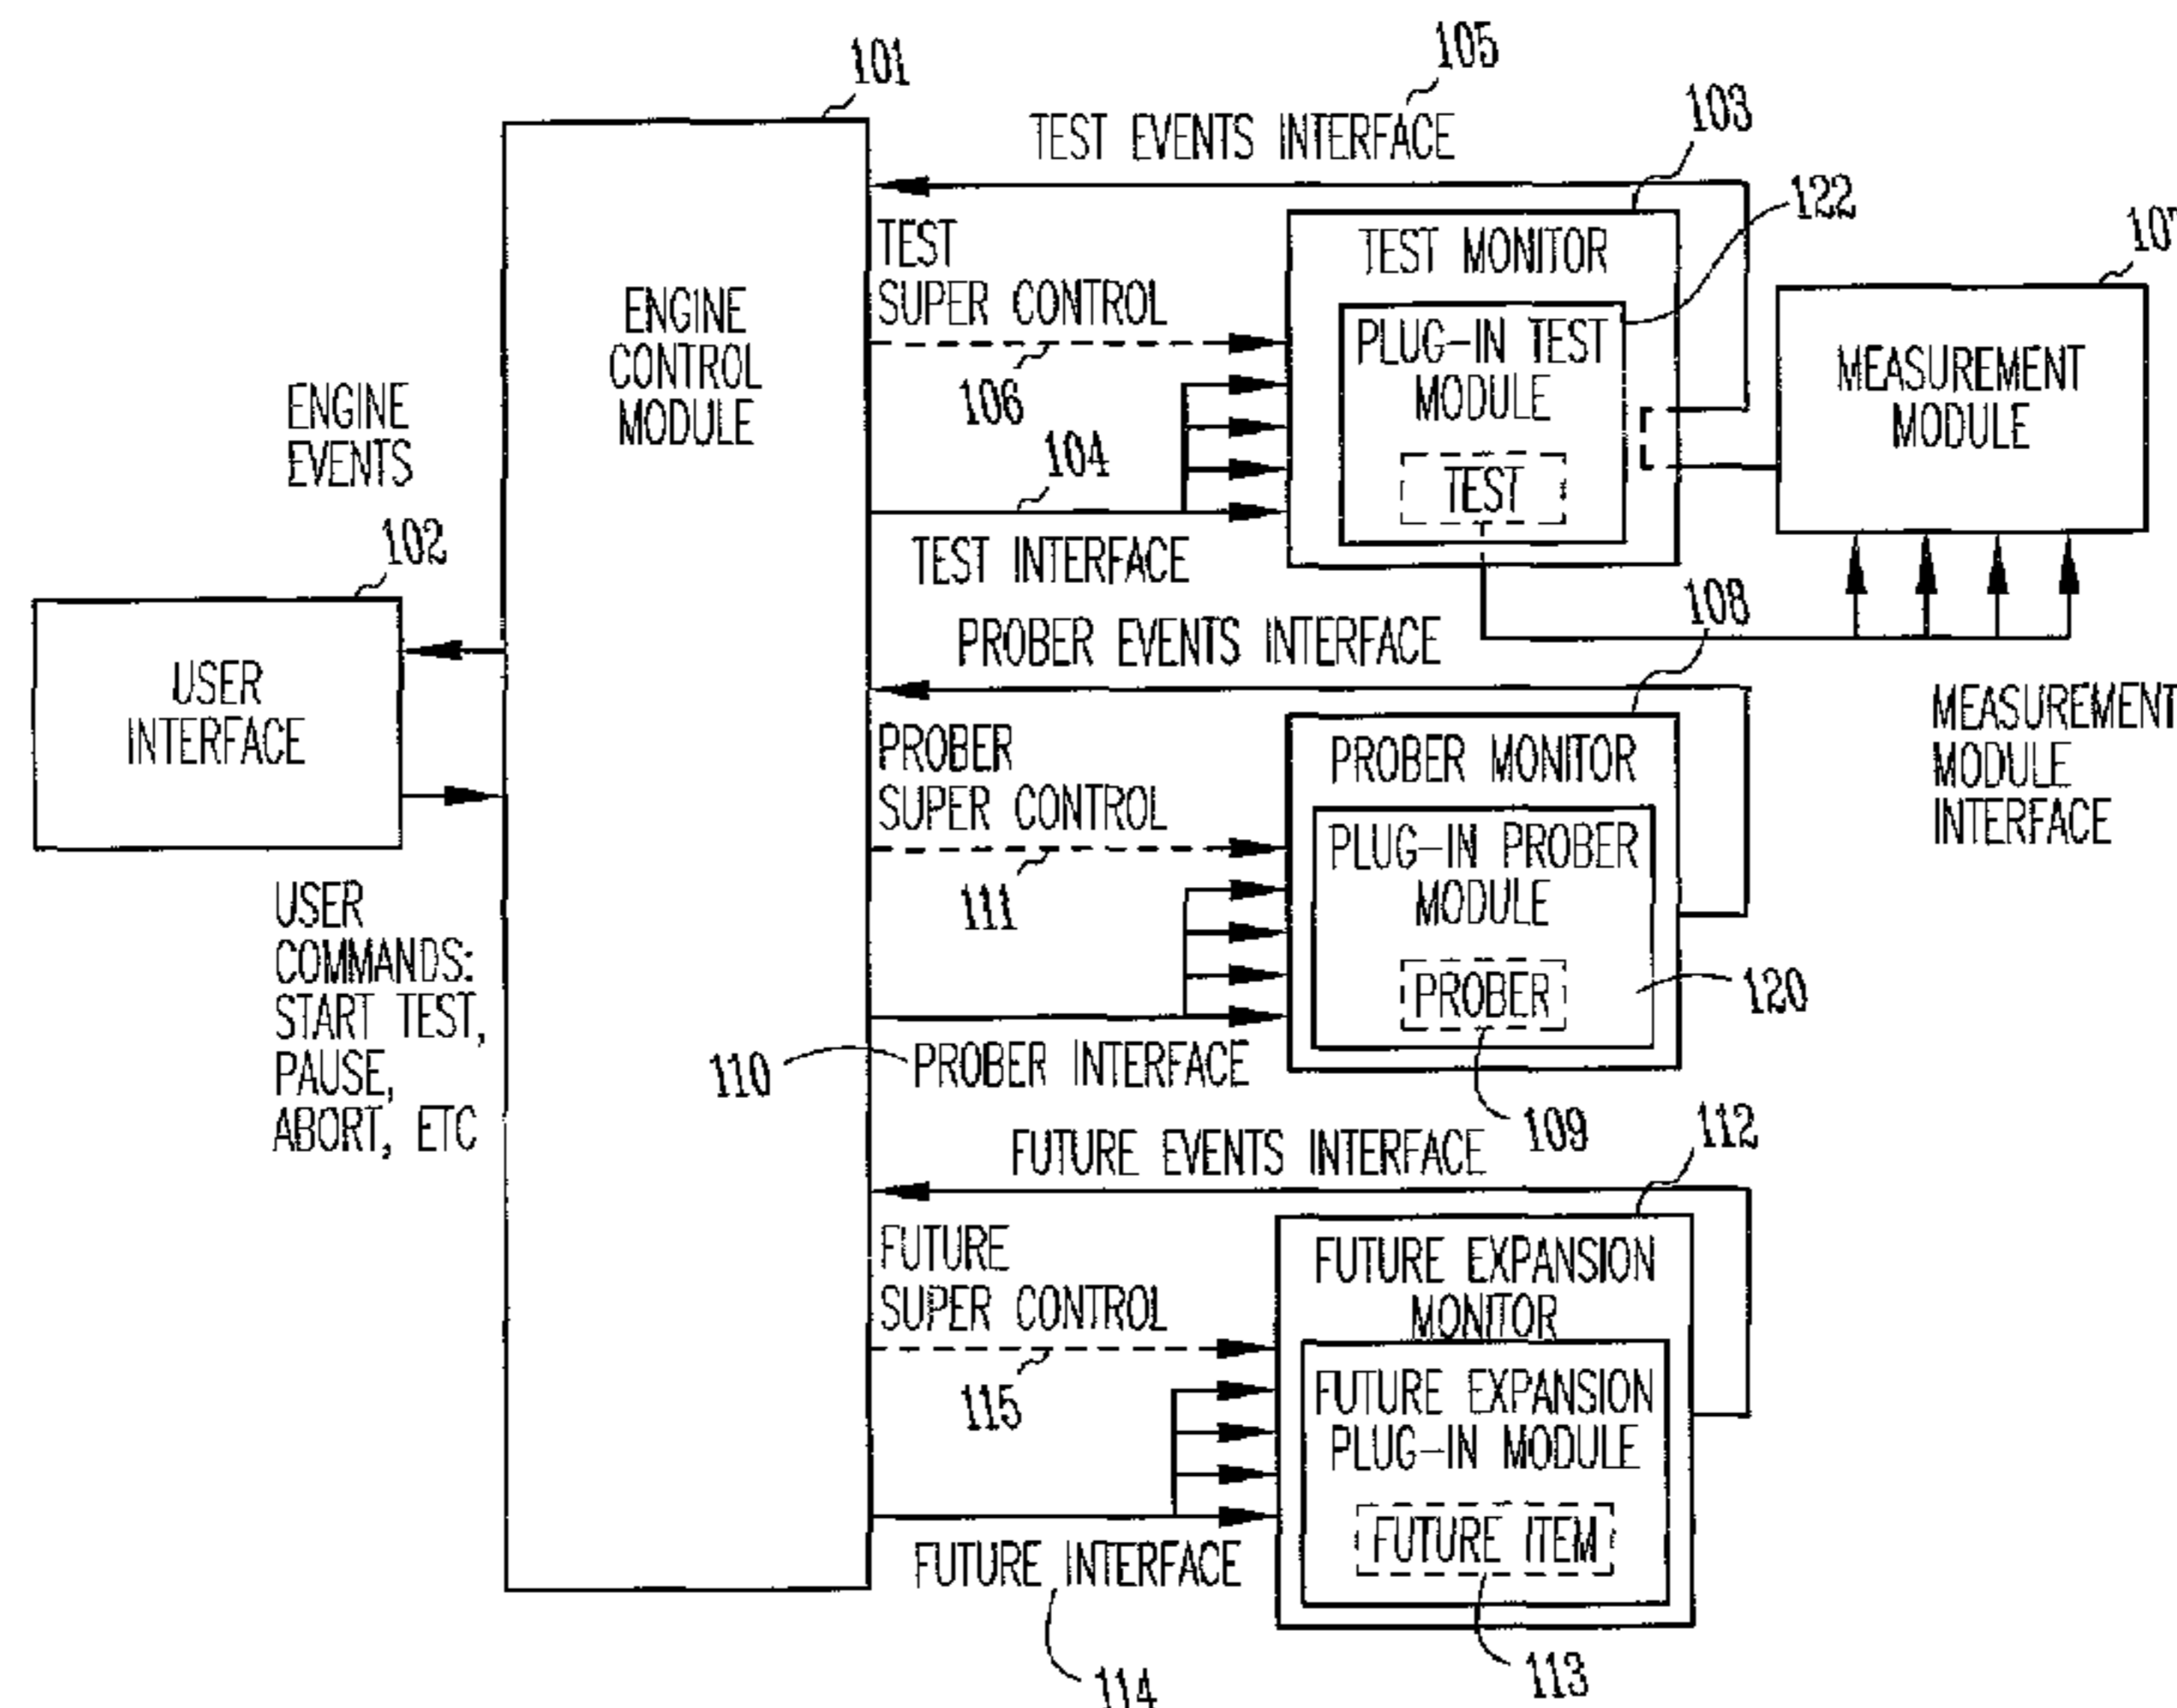 101
105
TEST EVENTS INTERFACE
103
122
TEST
SUPER CONTROL
106
104
TEST INTERFACE
TEST MONITOR
PLUG-IN TEST
MODULE
TEST
MEASUREMENT
MODULE
ENGINE
CONTROL
MODULE
ENGINE
EVENTS
102
USER
INTERFACE
USER
COMMANDS:
START TEST,
PAUSE,
ABORT, ETC
PROBER EVENTS INTERFACE
108
MEASUREMENT
MODULE
INTERFACE
PROBER
SUPER CONTROL
111
PROBER MONITOR
PLUG-IN PROBER
MODULE
PROBER
120
110
PROBER INTERFACE
109
FUTURE EVENTS INTERFACE
112
FUTURE
SUPER CONTROL
115
FUTURE EXPANSION
MONITOR
FUTURE EXPANSION
PLUG-IN MODULE
FUTURE ITEM
FUTURE INTERFACE
114
113